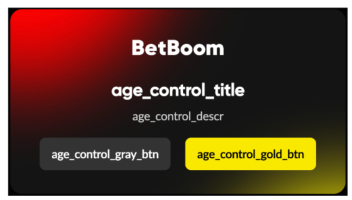 BetBoom
age_control_title
age_control_descr
age_control_gray_btn
age_control_gold_btn